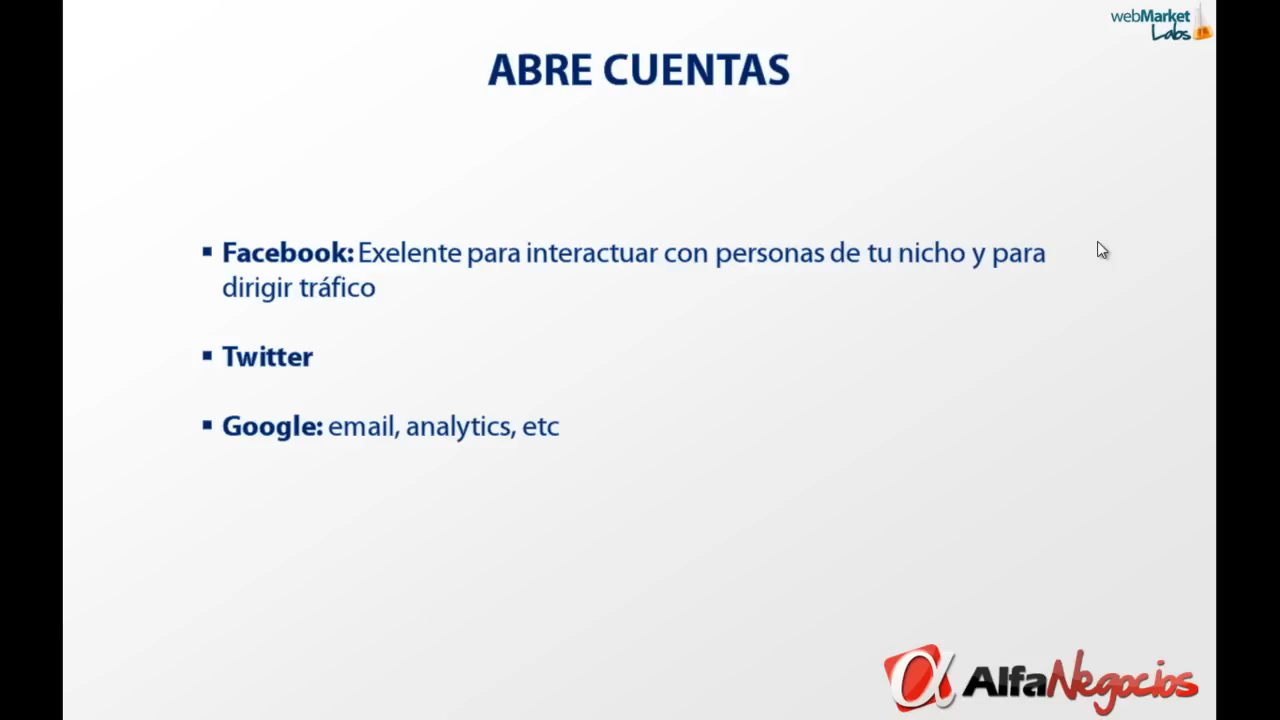 webMarket
Labs
ABRE CUENTAS
▪ Facebook: Exelente para interactuar con personas de tu nicho y para
dirigir tráfico
▪ Twitter
▪ Google: email, analytics, etc
α AlfaNegocios